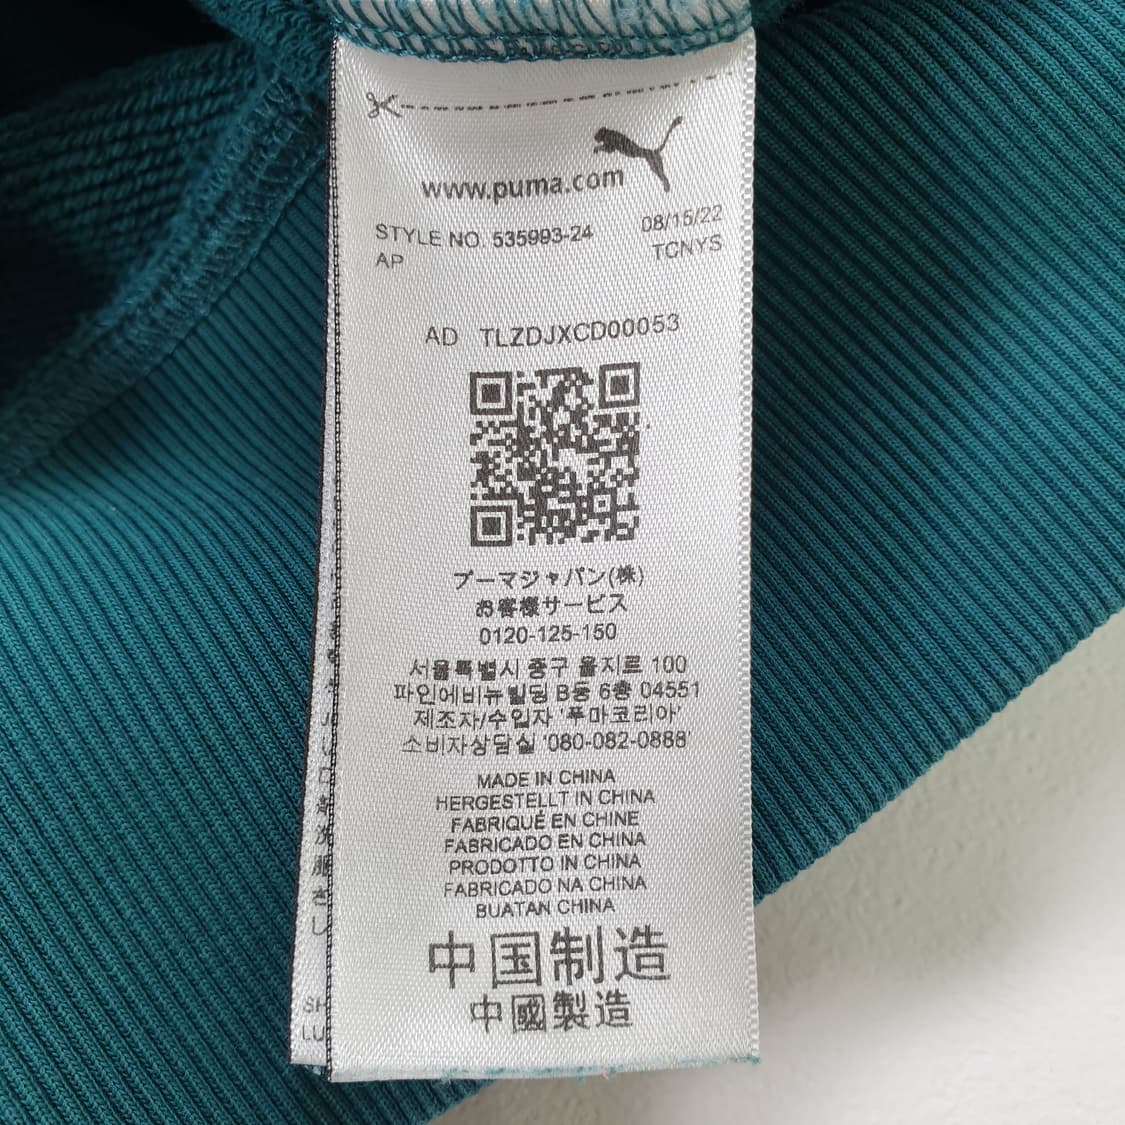 www.puma.com
STYLE NO. 535993-24 08/15/22
AP TCNYS
AD TLZDJXCD00053
プーマジャパン(株)
お客様サービス
0120-125-150
서울특별시 중구 을지로 100
파인에비뉴빌딩 B동 6층 04551
제조자/수입자 '푸마코리아'
소비자상담실 '080-082-0888'
MADE IN CHINA
HERGESTELLT IN CHINA
FABRIQUÉ EN CHINE
FABRICADO EN CHINA
PRODOTTO IN CHINA
FABRICADO NA CHINA
BUATAN CHINA
中国制造
中國製造
SH
LU